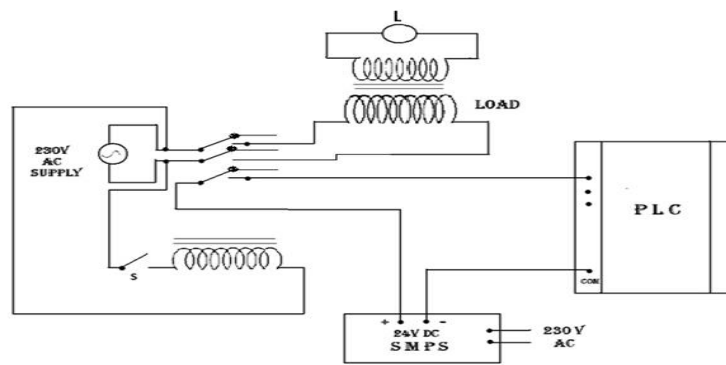 L
LOAD
230V
AC
SUPPLY
PLC
S
COM
+ -
24V DC
SMPS
230 V
AC